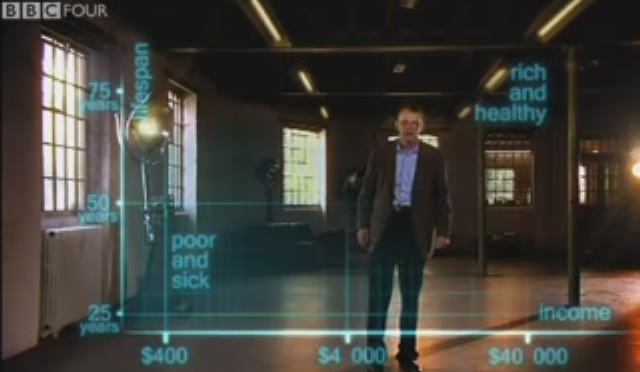 BBC FOUR
lifespan
75
years
rich
and
healthy
50
years
poor
and
sick
25
years
income
$400
$4 000
$40 000